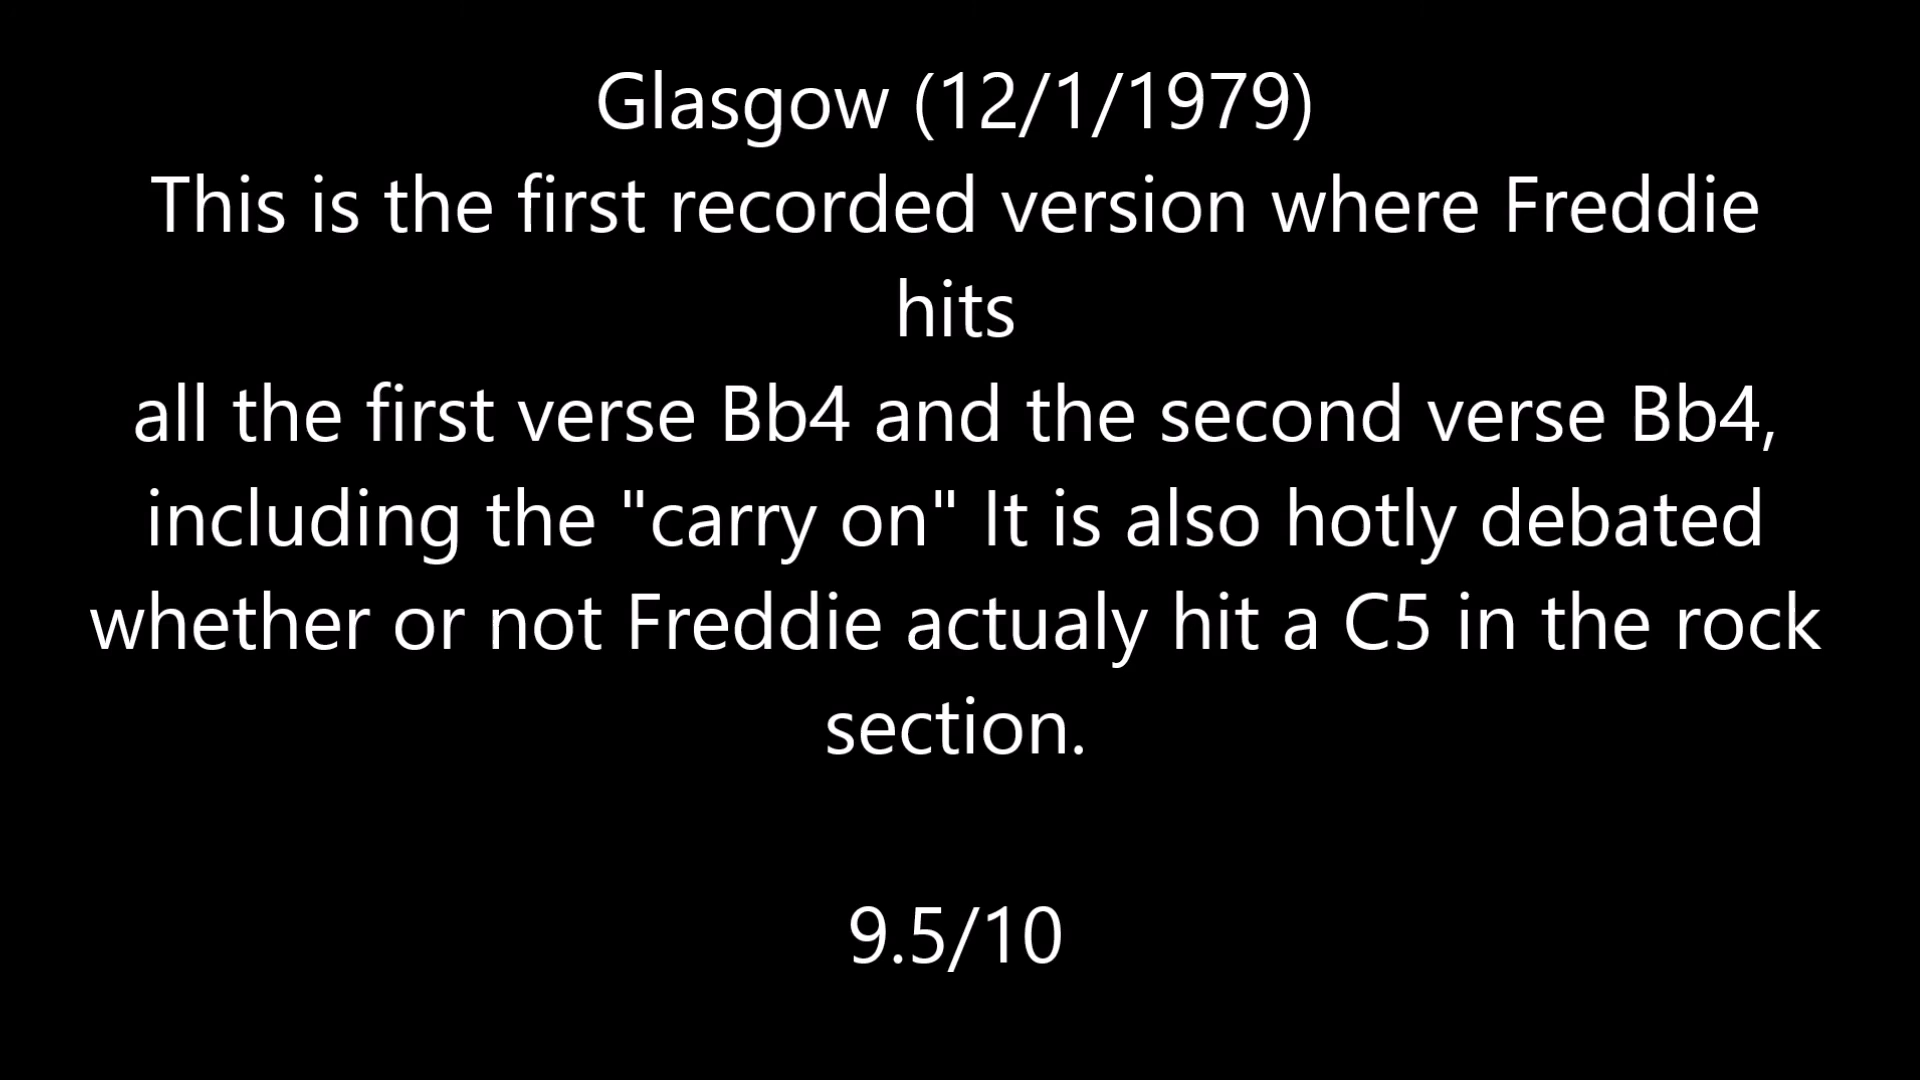 Glasgow (12/1/1979)
This is the first recorded version where Freddie
hits
all the first verse Bb4 and the second verse Bb4,
including the "carry on" It is also hotly debated
whether or not Freddie actualy hit a C5 in the rock
section.
9.5/10